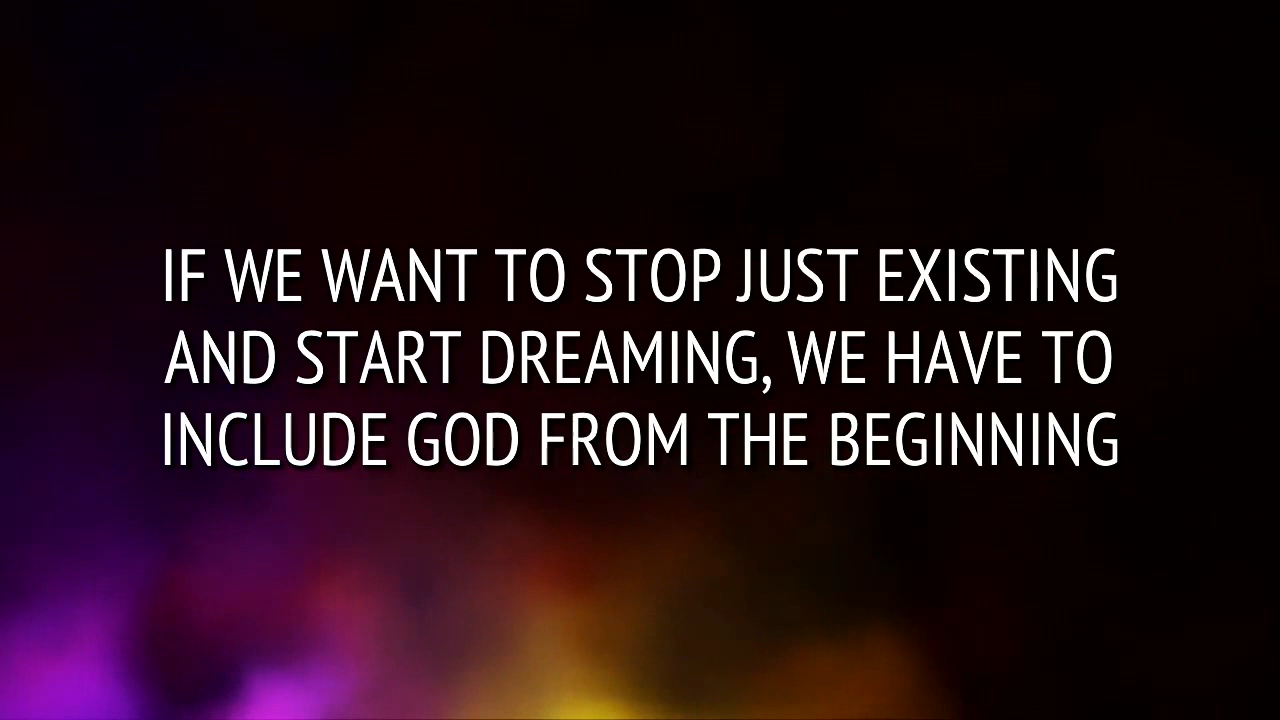 IF WE WANT TO STOP JUST EXISTING
AND START DREAMING, WE HAVE TO
INCLUDE GOD FROM THE BEGINNING